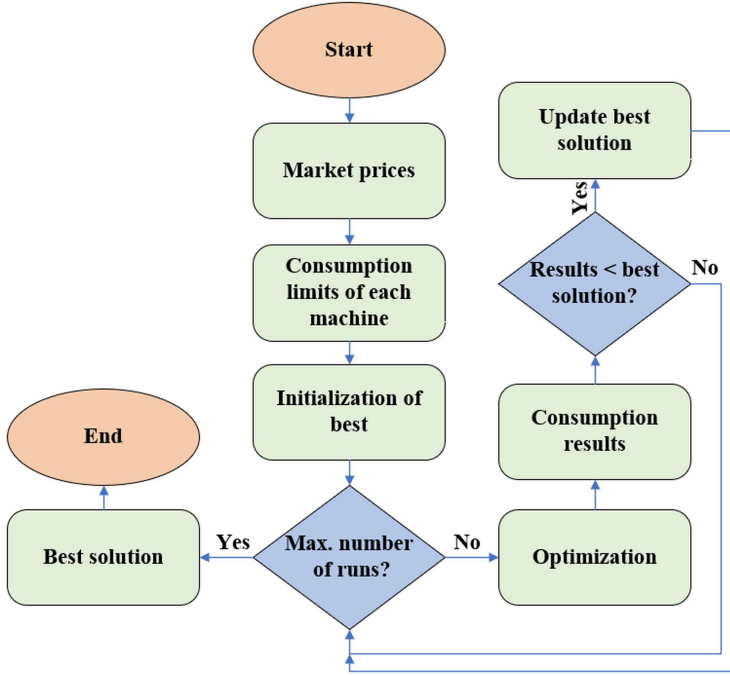 Start
Market prices
Consumption
limits of each
machine
Initialization of
best
Max. number
of runs?
Yes
Best solution
End
No
Optimization
Consumption
results
Results < best
solution?
Yes
Update best
solution
No